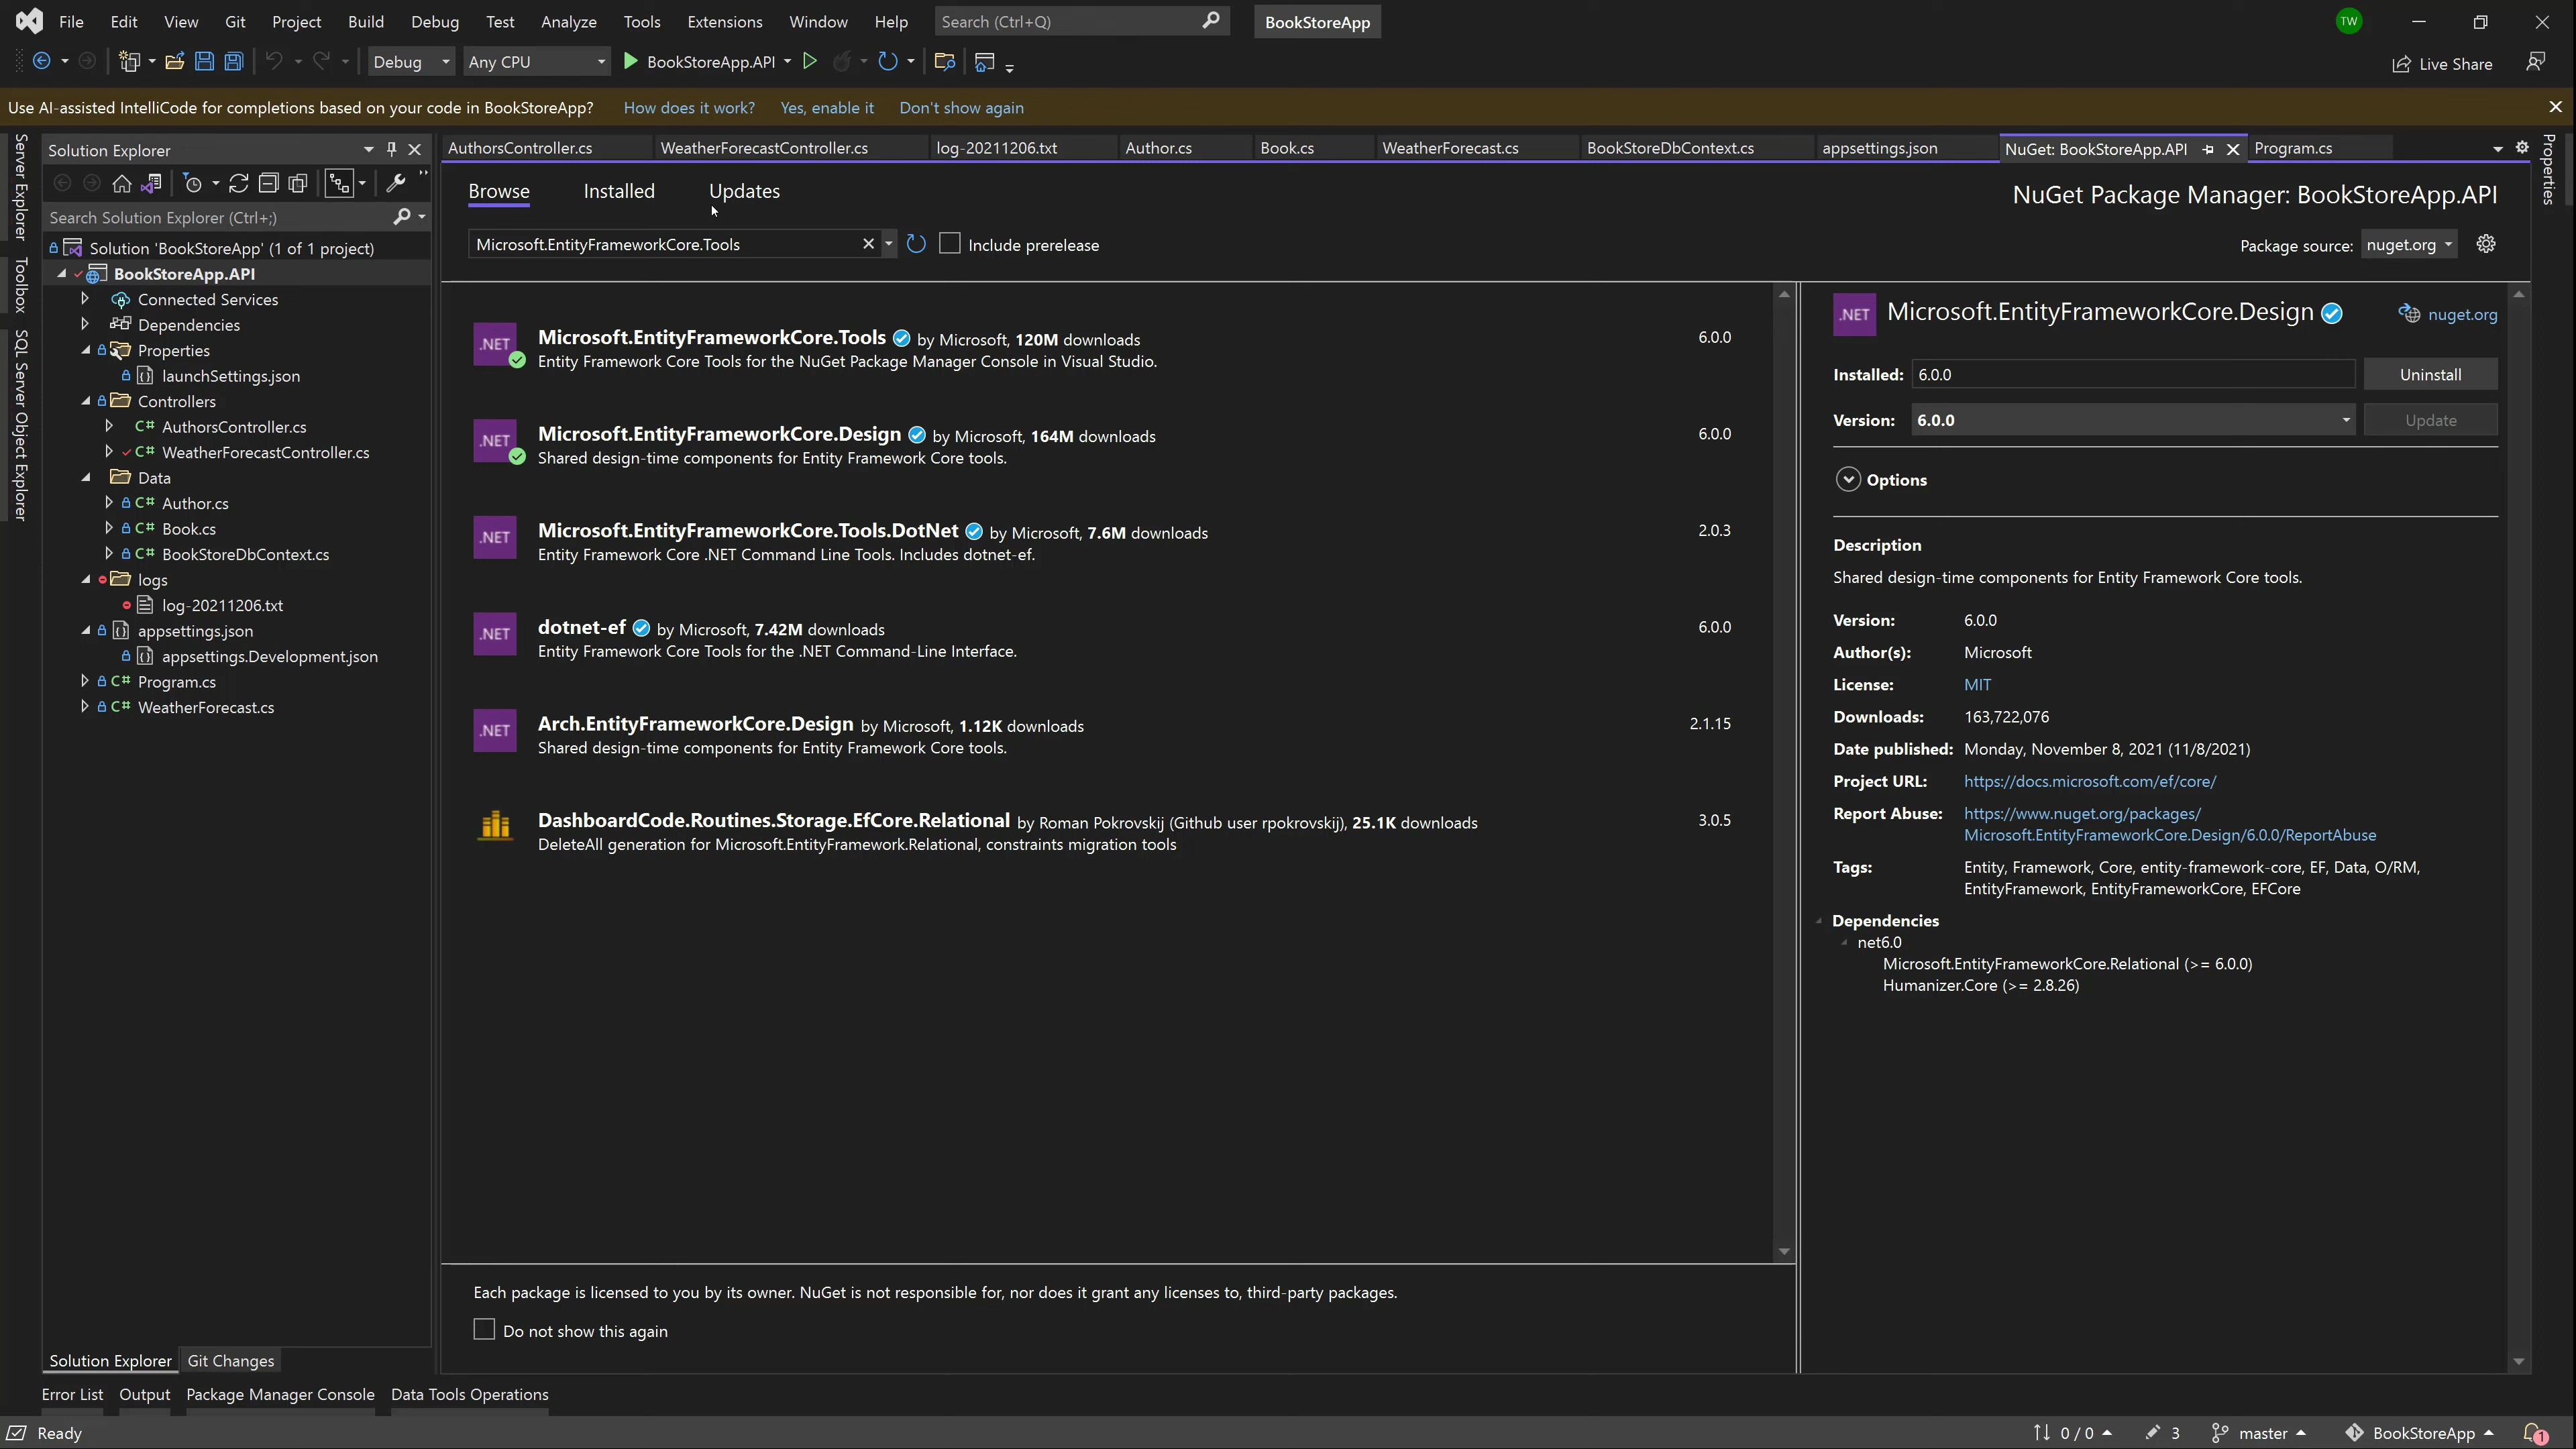 File Edit View Git Project Build Debug Test Analyze Tools Extensions Window Help Search (Ctrl+Q) BookStoreApp TW
Debug Any CPU BookStoreApp.API Live Share
Use AI-assisted IntelliCode for completions based on your code in BookStoreApp? How does it work? Yes, enable it Don't show again
Server Explorer
Toolbox
SQL Server Object Explorer
Solution Explorer
Search Solution Explorer (Ctrl+;)
Solution 'BookStoreApp' (1 of 1 project)
BookStoreApp.API
Connected Services
Dependencies
Properties
launchSettings.json
Controllers
C# AuthorsController.cs
C# WeatherForecastController.cs
Data
C# Author.cs
C# Book.cs
C# BookStoreDbContext.cs
logs
log-20211206.txt
appsettings.json
appsettings.Development.json
C# Program.cs
C# WeatherForecast.cs
Solution Explorer Git Changes
AuthorsController.cs WeatherForecastController.cs log-20211206.txt Author.cs Book.cs WeatherForecast.cs BookStoreDbContext.cs appsettings.json NuGet: BookStoreApp.API Program.cs
Browse Installed Updates
NuGet Package Manager: BookStoreApp.API
Microsoft.EntityFrameworkCore.Tools Include prerelease
Package source: nuget.org
.NET Microsoft.EntityFrameworkCore.Tools by Microsoft, 120M downloads 6.0.0
Entity Framework Core Tools for the NuGet Package Manager Console in Visual Studio.
.NET Microsoft.EntityFrameworkCore.Design by Microsoft, 164M downloads 6.0.0
Shared design-time components for Entity Framework Core tools.
.NET Microsoft.EntityFrameworkCore.Tools.DotNet by Microsoft, 7.6M downloads 2.0.3
Entity Framework Core .NET Command Line Tools. Includes dotnet-ef.
.NET dotnet-ef by Microsoft, 7.42M downloads 6.0.0
Entity Framework Core Tools for the .NET Command-Line Interface.
.NET Arch.EntityFrameworkCore.Design by Microsoft, 1.12K downloads 2.1.15
Shared design-time components for Entity Framework Core tools.
DashboardCode.Routines.Storage.EfCore.Relational by Roman Pokrovskij (Github user rpokrovskij), 25.1K downloads 3.0.5
DeleteAll generation for Microsoft.EntityFramework.Relational, constraints migration tools
Each package is licensed to you by its owner. NuGet is not responsible for, nor does it grant any licenses to, third-party packages.
Do not show this again
.NET Microsoft.EntityFrameworkCore.Design nuget.org
Installed: 6.0.0 Uninstall
Version: 6.0.0 Update
Options
Description
Shared design-time components for Entity Framework Core tools.
Version: 6.0.0
Author(s): Microsoft
License: MIT
Downloads: 163,722,076
Date published: Monday, November 8, 2021 (11/8/2021)
Project URL: https://docs.microsoft.com/ef/core/
Report Abuse: https://www.nuget.org/packages/
Microsoft.EntityFrameworkCore.Design/6.0.0/ReportAbuse
Tags: Entity, Framework, Core, entity-framework-core, EF, Data, O/RM,
EntityFramework, EntityFrameworkCore, EFCore
Dependencies
net6.0
Microsoft.EntityFrameworkCore.Relational (>= 6.0.0)
Humanizer.Core (>= 2.8.26)
Properties
Error List Output Package Manager Console Data Tools Operations
Ready 0 / 0 3 master BookStoreApp 1